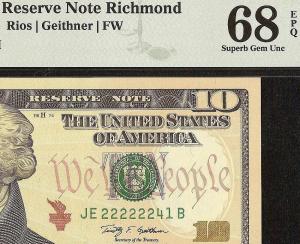 Reserve Note Richmond
Rios | Geithner | FW
68 EPQ
Superb Gem Unc
RESERVE NOTE
10
THE UNITED STATES
OF AMERICA
We the People
JE 22222241 B
10